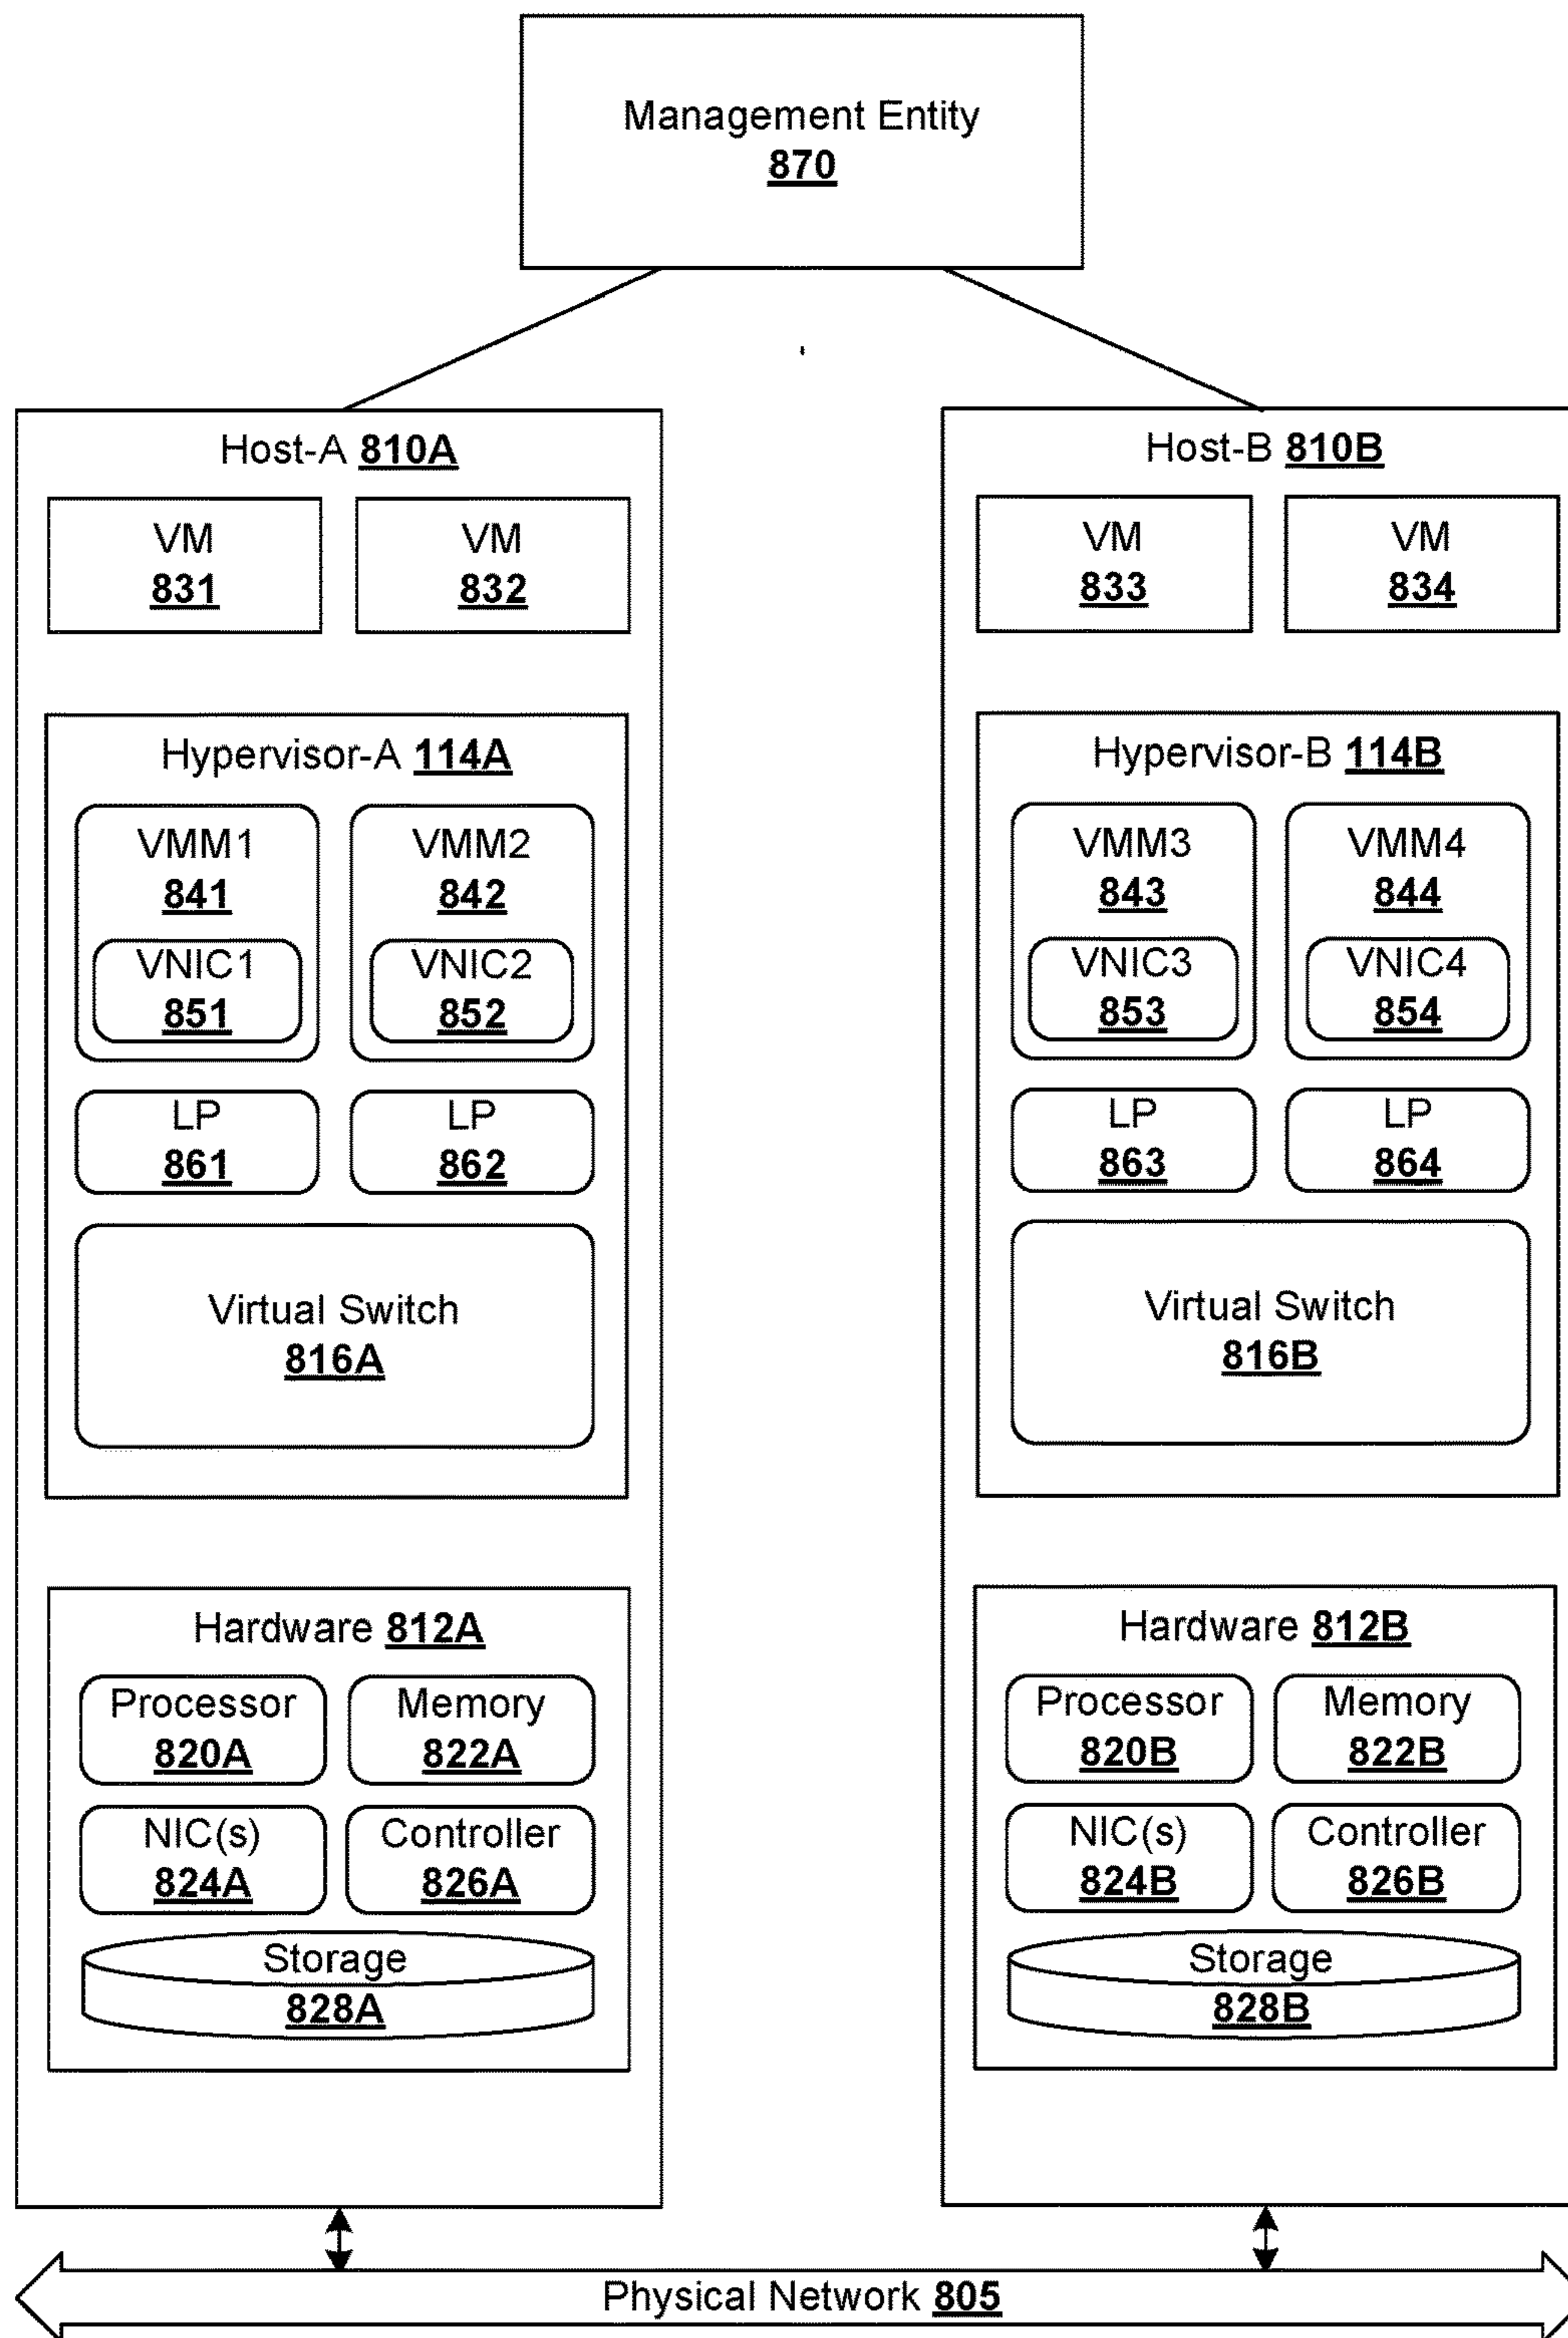 Management Entity
870
Host-A 810A
VM
831
VM
832
Hypervisor-A 114A
VMM1
841
VNIC1
851
VMM2
842
VNIC2
852
LP
861
LP
862
Virtual Switch
816A
Hardware 812A
Processor
820A
Memory
822A
NIC(s)
824A
Controller
826A
Storage
828A
Host-B 810B
VM
833
VM
834
Hypervisor-B 114B
VMM3
843
VNIC3
853
VMM4
844
VNIC4
854
LP
863
LP
864
Virtual Switch
816B
Hardware 812B
Processor
820B
Memory
822B
NIC(s)
824B
Controller
826B
Storage
828B
Physical Network 805